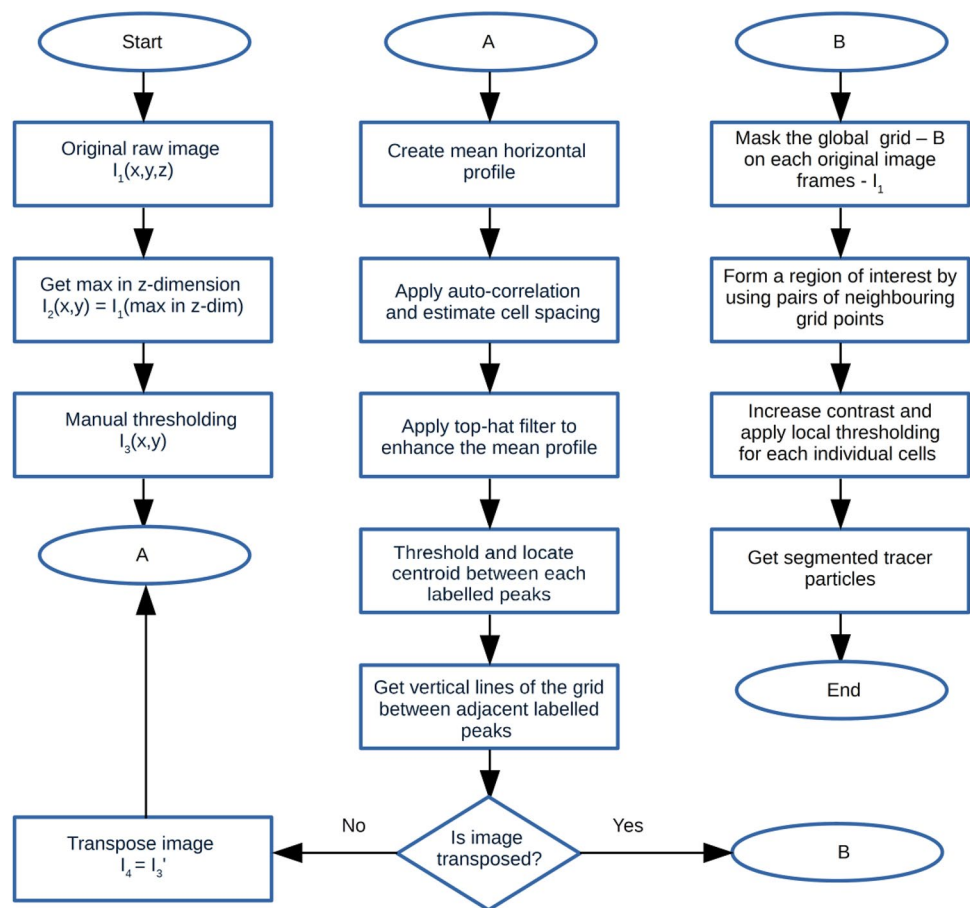 Start
Original raw image
I₁(x,y,z)
Get max in z-dimension
I₂(x,y) = I₁(max in z-dim)
Manual thresholding
I₃(x,y)
A
Transpose image
I₄ = I₃'
A
Create mean horizontal
profile
Apply auto-correlation
and estimate cell spacing
Apply top-hat filter to
enhance the mean profile
Threshold and locate
centroid between each
labelled peaks
Get vertical lines of the grid
between adjacent labelled
peaks
Is image
transposed?
No
Yes
B
B
Mask the global grid – B
on each original image
frames - I₁
Form a region of interest by
using pairs of neighbouring
grid points
Increase contrast and
apply local thresholding
for each individual cells
Get segmented tracer
particles
End